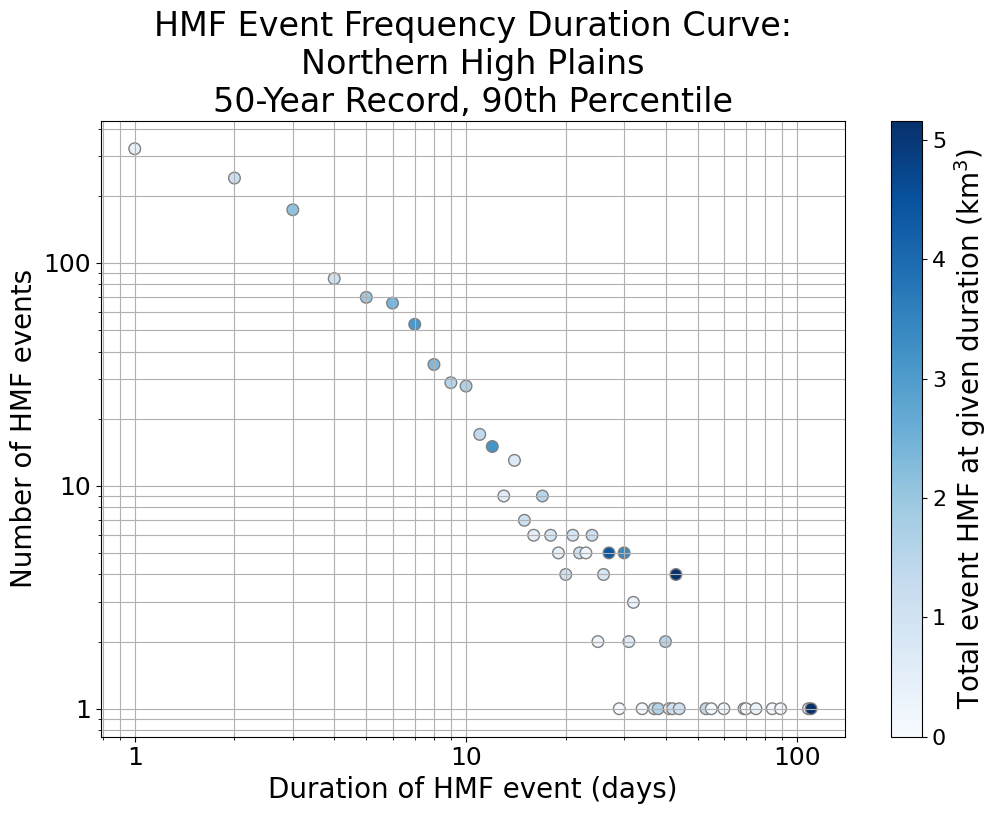 HMF Event Frequency Duration Curve:
Northern High Plains
50-Year Record, 90th Percentile
Number of HMF events
100
10
1
1
10
100
Duration of HMF event (days)
5
4
3
2
1
0
Total event HMF at given duration (km³)